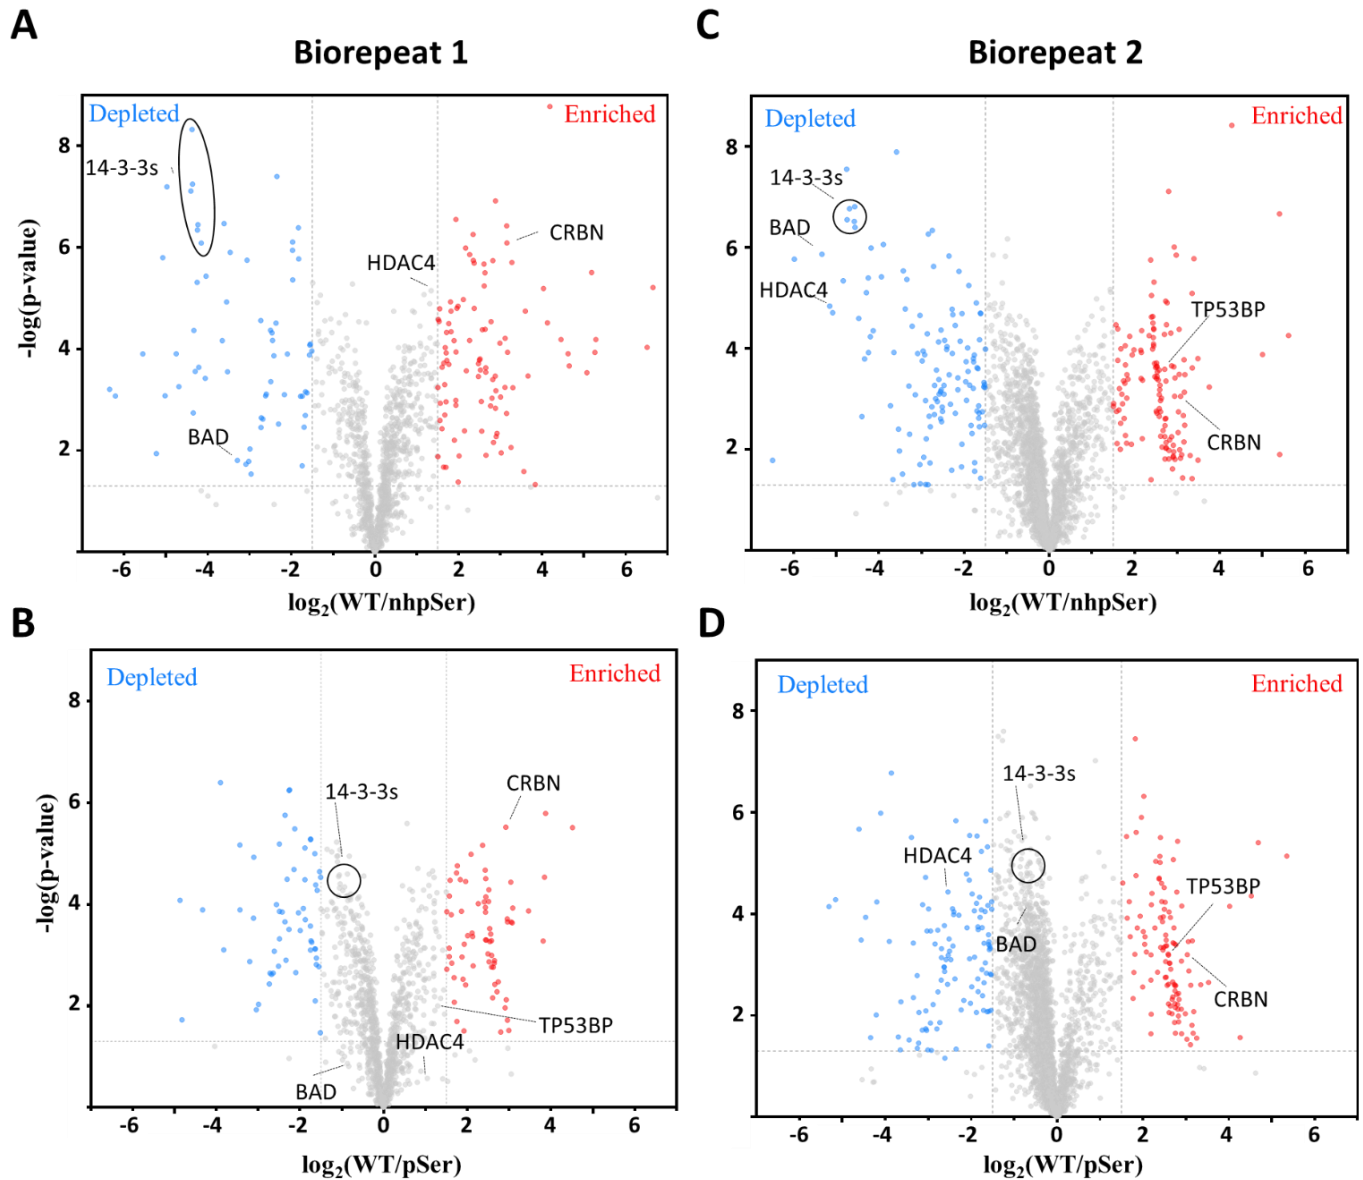 A
Biorepeat 1
Depleted
Enriched
14-3-3s
HDAC4
CRBN
BAD
8
6
4
2
-log(p-value)
-6 -4 -2 0 2 4 6
log2(WT/nhpSer)
C
Biorepeat 2
Depleted
Enriched
14-3-3s
BAD
HDAC4
TP53BP
CRBN
8
6
4
2
-6 -4 -2 0 2 4 6
log2(WT/nhpSer)
B
Depleted
Enriched
14-3-3s
CRBN
TP53BP
HDAC4
BAD
8
6
4
2
-log(p-value)
-6 -4 -2 0 2 4 6
log2(WT/pSer)
D
Depleted
Enriched
14-3-3s
HDAC4
TP53BP
BAD
CRBN
8
6
4
2
-6 -4 -2 0 2 4 6
log2(WT/pSer)